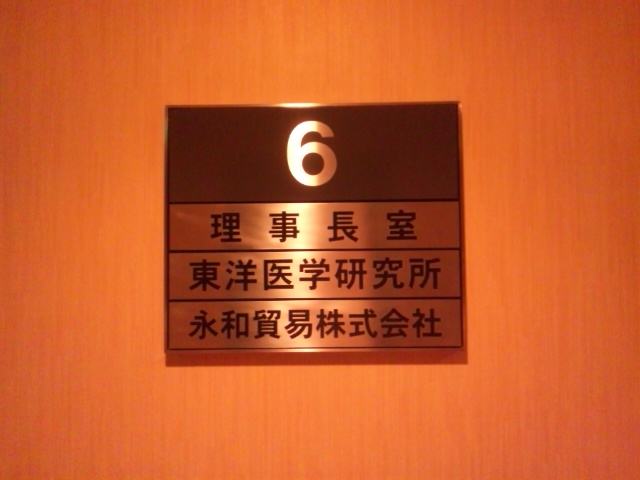 6
理事長室
東洋医学研究所
永和貿易株式会社